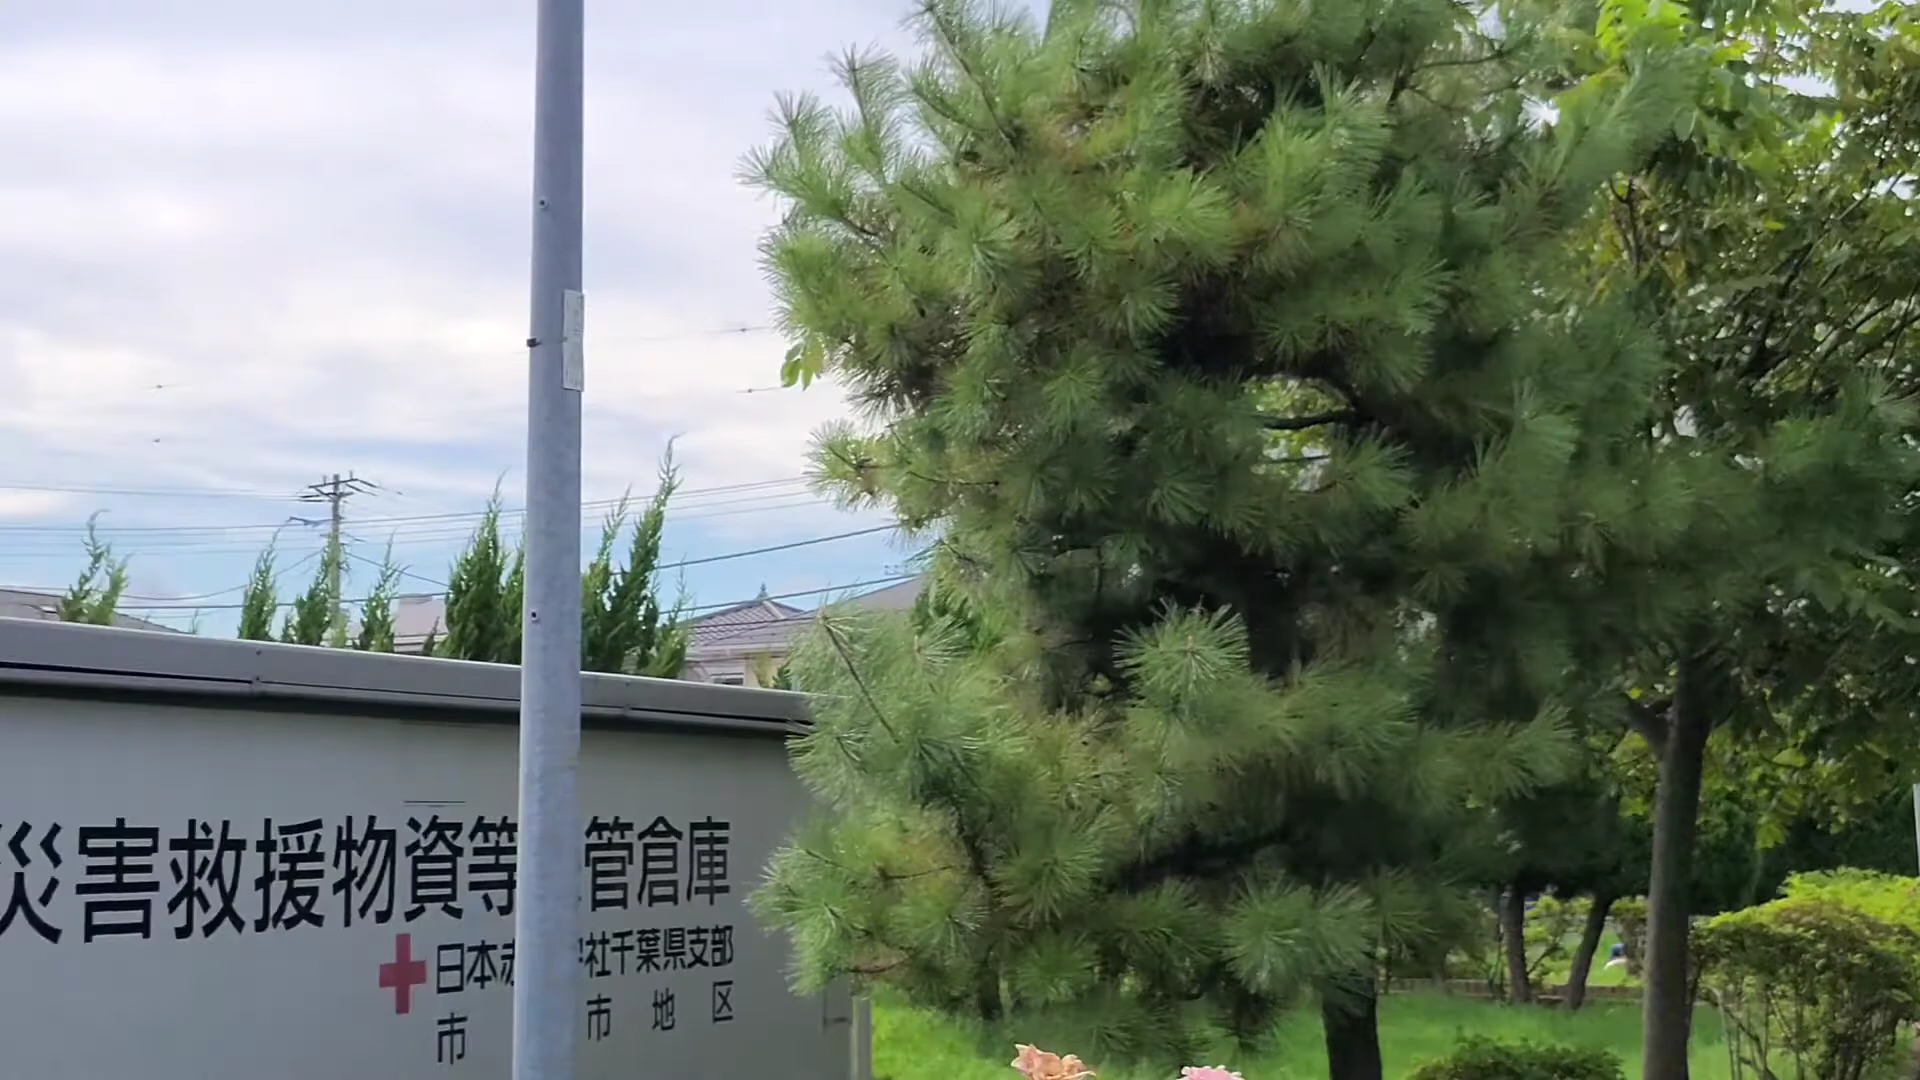 災害救援物資等 管倉庫
日本赤 社千葉県支部
市 市地区